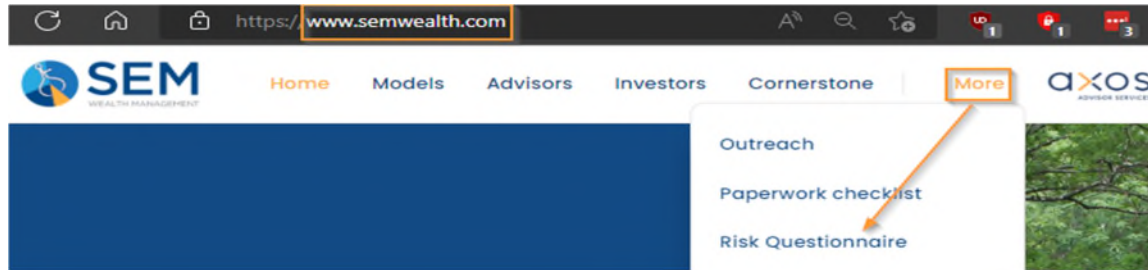 https://www.semwealth.com
UD 1 1 3
SEM
WEALTH MANAGEMENT
Home Models Advisors Investors Cornerstone More
axos
ADVISOR SERVICES
Outreach
Paperwork checklist
Risk Questionnaire